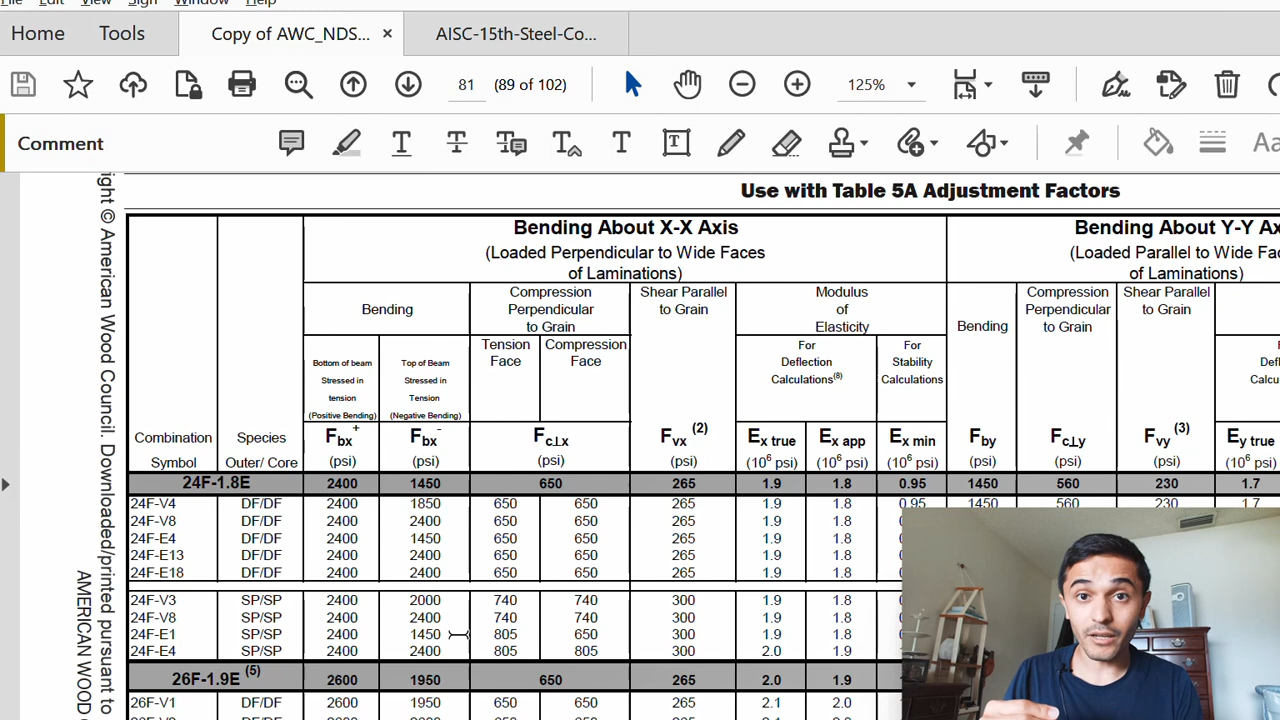 File Edit View Sign Window Help
Home Tools Copy of AWC_NDS... × AISC-15th-Steel-Co...
81 (89 of 102) 125%
Comment
Use with Table 5A Adjustment Factors
Bending About X-X Axis
(Loaded Perpendicular to Wide Faces
of Laminations)
Bending About Y-Y Ax
(Loaded Parallel to Wide Fac
of Laminations)
Bending
Compression
Perpendicular
to Grain
Shear Parallel
to Grain
Modulus
of
Elasticity
Bending
Compression
Perpendicular
to Grain
Shear Parallel
to Grain
Bottom of beam
Stressed in
tension
(Positive Bending)
Top of Beam
Stressed in
Tension
(Negative Bending)
Tension
Face
Compression
Face
For
Deflection
Calculations(8)
For
Stability
Calculations
Combination
Symbol
Species
Outer/ Core
Fbx+ Fbx- Fc⊥x Fvx (2) Ex true Ex app Ex min Fby Fc⊥y Fvy (3) Ey true
(psi) (psi) (psi) (psi) (10⁶ psi) (10⁶ psi) (10⁶ psi) (psi) (psi) (psi) (10⁶ psi)
24F-1.8E 2400 1450 650 265 1.9 1.8 0.95 1450 560 230 1.7
24F-V4 DF/DF 2400 1850 650 650 265 1.9 1.8 0.95 1450 560 230 1.7
24F-V8 DF/DF 2400 2400 650 650 265 1.9 1.8
24F-E4 DF/DF 2400 1450 650 650 265 1.9 1.8
24F-E13 DF/DF 2400 2400 650 650 265 1.9 1.8
24F-E18 DF/DF 2400 2400 650 650 265 1.9 1.8
24F-V3 SP/SP 2400 2000 740 740 300 1.9 1.8
24F-V8 SP/SP 2400 2400 740 740 300 1.9 1.8
24F-E1 SP/SP 2400 1450 805 650 300 1.9 1.8
24F-E4 SP/SP 2400 2400 805 805 300 2.0 1.9
26F-1.9E (5) 2600 1950 650 265 2.0 1.9
26F-V1 DF/DF 2600 1950 650 650 265 2.1 2.0
right © American Wood Council. Downloaded/printed pursuant to
AMERICAN WOOD